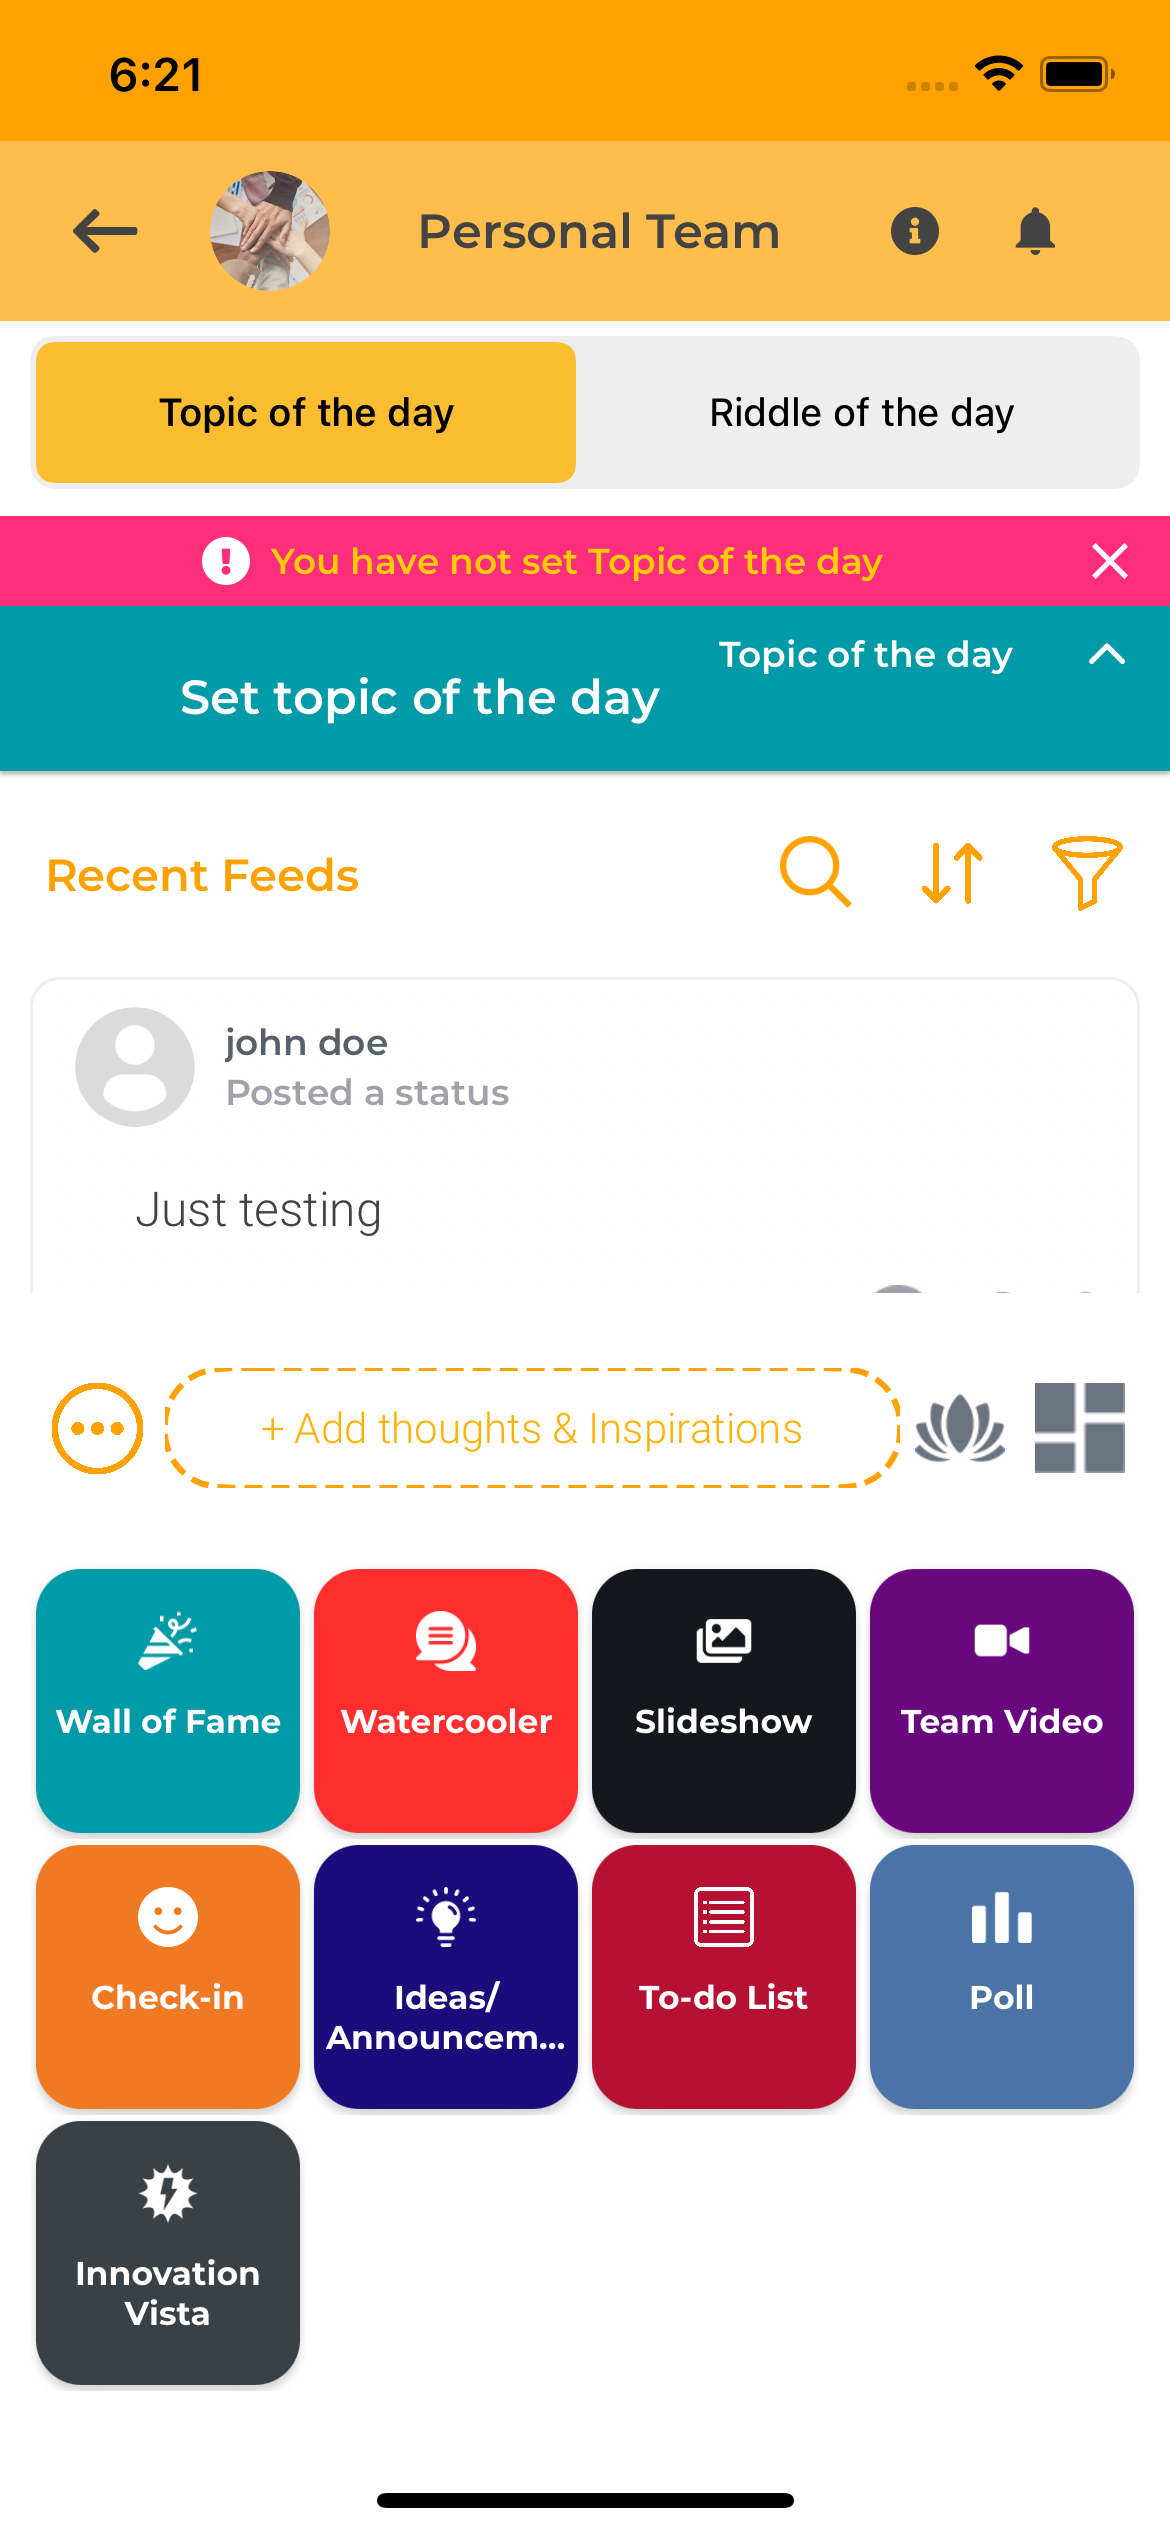 6:21
Personal Team
Topic of the day
Riddle of the day
You have not set Topic of the day
Topic of the day
Set topic of the day
Recent Feeds
john doe
Posted a status
Just testing
+ Add thoughts & Inspirations
Wall of Fame
Watercooler
Slideshow
Team Video
Check-in
Ideas/
Announcem...
To-do List
Poll
Innovation
Vista